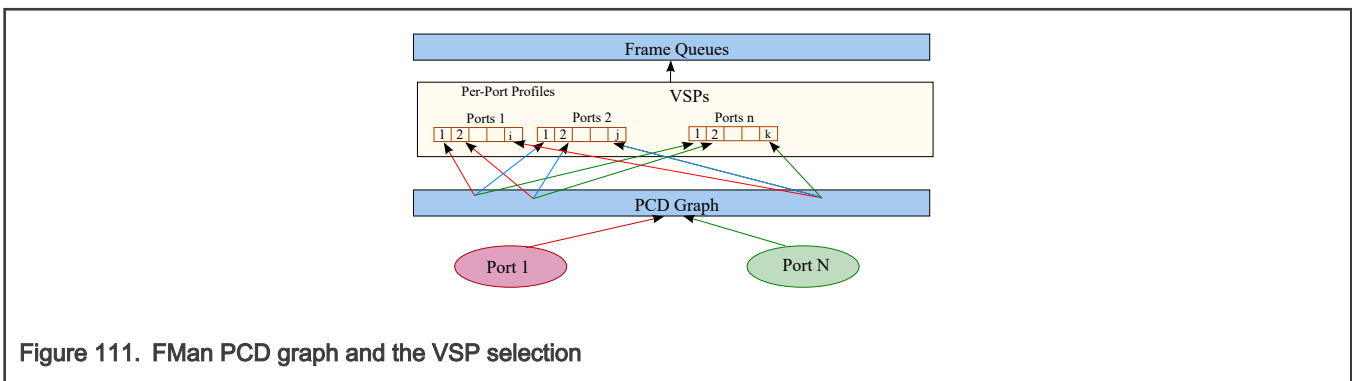 Frame Queues
Per-Port Profiles
VSPs
Ports 1
Ports 2
Ports n
1 2 i
1 2 j
1 2 k
PCD Graph
Port 1
Port N
Figure 111. FMan PCD graph and the VSP selection